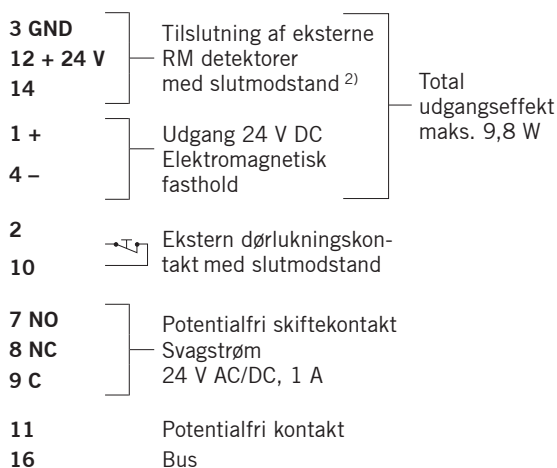 3 GND
12 + 24 V
14
Tilslutning af eksterne
RM detektorer
med slutmodstand 2)
1 +
4 –
Udgang 24 V DC
Elektromagnetisk
fasthold
Total
udgangseffekt
maks. 9,8 W
2
10
Ekstern dørlukningskon-
takt med slutmodstand
7 NO
8 NC
9 C
Potentialfri skiftekontakt
Svagstrøm
24 V AC/DC, 1 A
11 Potentialfri kontakt
16 Bus